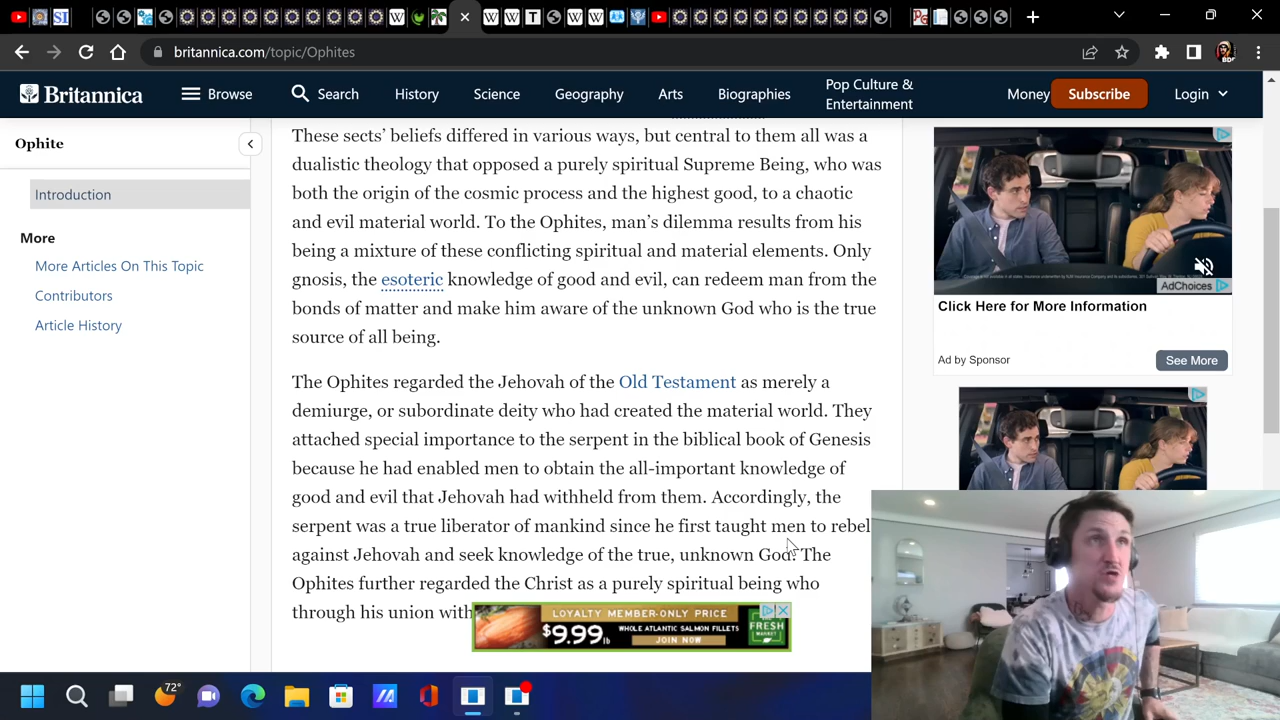 britannica.com/topic/Ophites
Britannica
Browse
Search
History
Science
Geography
Arts
Biographies
Pop Culture &
Entertainment
Money
Subscribe
Login
Ophite
Introduction
More
More Articles On This Topic
Contributors
Article History
These sects' beliefs differed in various ways, but central to them all was a
dualistic theology that opposed a purely spiritual Supreme Being, who was
both the origin of the cosmic process and the highest good, to a chaotic
and evil material world. To the Ophites, man's dilemma results from his
being a mixture of these conflicting spiritual and material elements. Only
gnosis, the esoteric knowledge of good and evil, can redeem man from the
bonds of matter and make him aware of the unknown God who is the true
source of all being.
The Ophites regarded the Jehovah of the Old Testament as merely a
demiurge, or subordinate deity who had created the material world. They
attached special importance to the serpent in the biblical book of Genesis
because he had enabled men to obtain the all-important knowledge of
good and evil that Jehovah had withheld from them. Accordingly, the
serpent was a true liberator of mankind since he first taught men to rebel
against Jehovah and seek knowledge of the true, unknown God. The
Ophites further regarded the Christ as a purely spiritual being who
through his union with
AdChoices
Click Here for More Information
Ad by Sponsor
See More
LOYALTY MEMBER-ONLY PRICE
$9.99 lb
WHOLE ATLANTIC SALMON FILLETS
JOIN NOW
FRESH
MARKET
72°